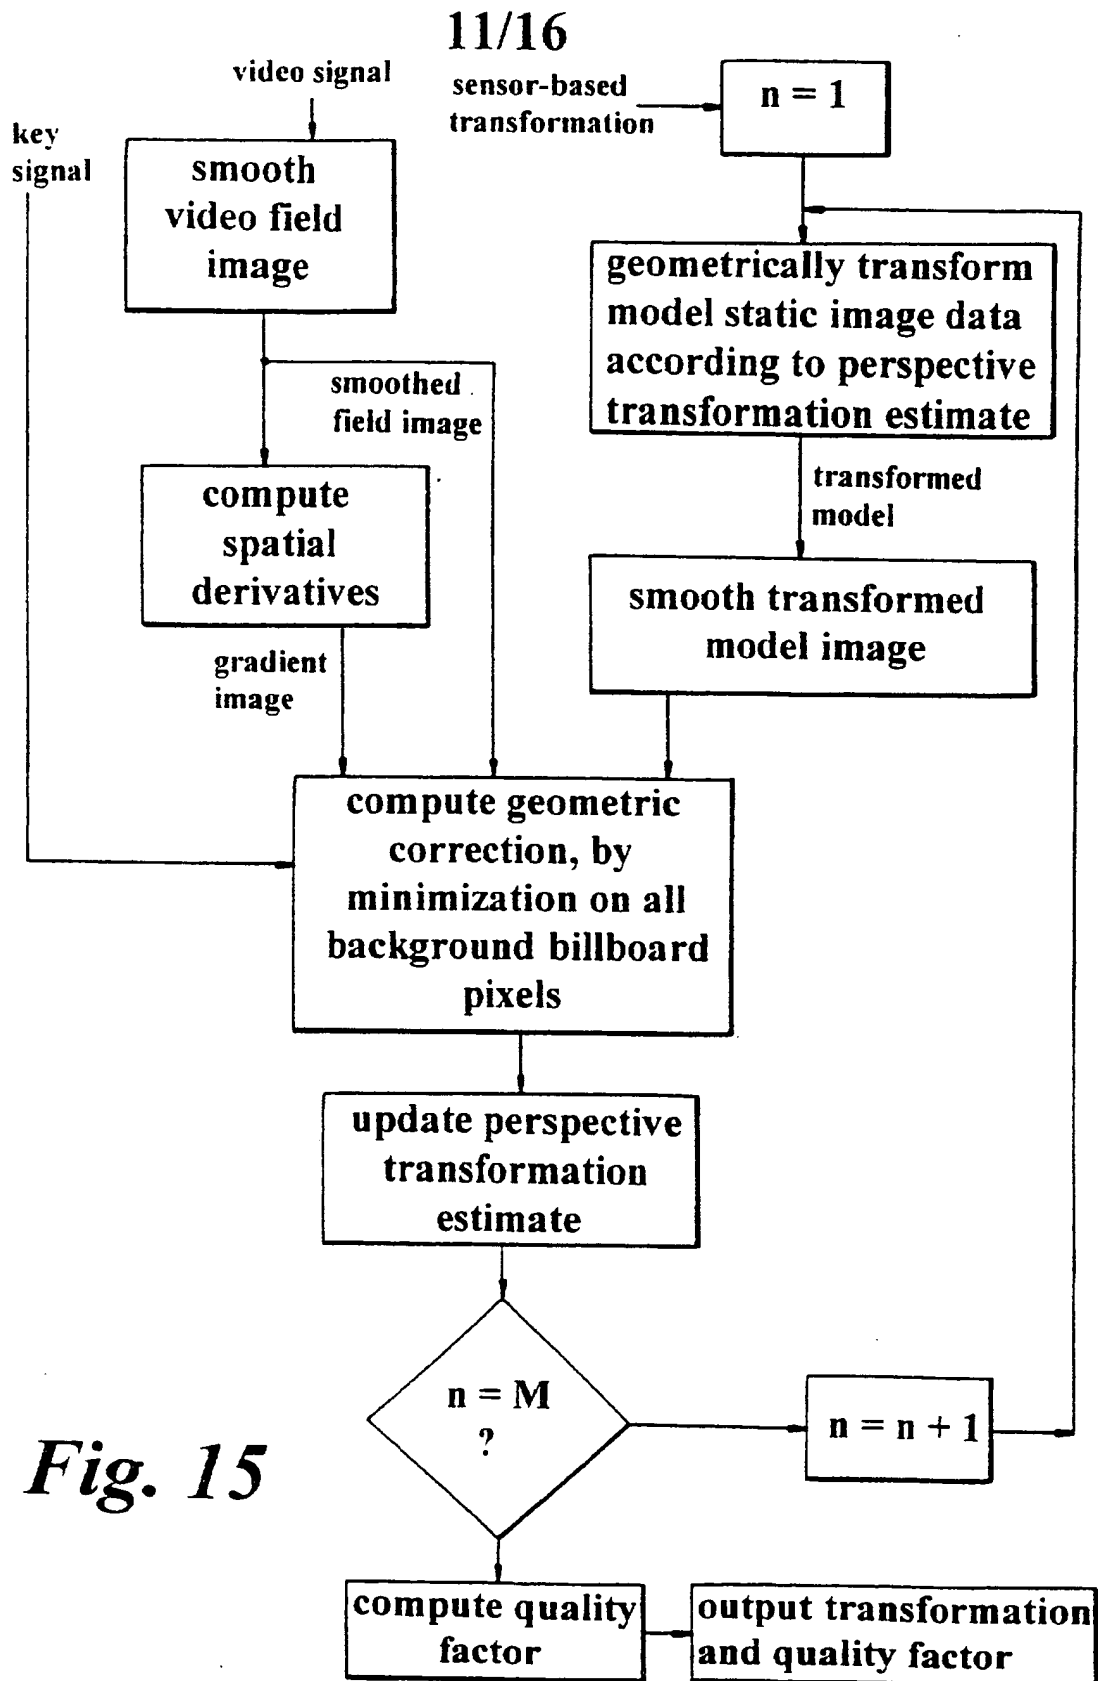 11/16
video signal
sensor-based
transformation
n = 1
key
signal
smooth
video field
image
geometrically transform
model static image data
according to perspective
transformation estimate
smoothed
field image
transformed
model
compute
spatial
derivatives
smooth transformed
model image
gradient
image
compute geometric
correction, by
minimization on all
background billboard
pixels
update perspective
transformation
estimate
n = M
?
n = n + 1
Fig. 15
compute quality
factor
output transformation
and quality factor